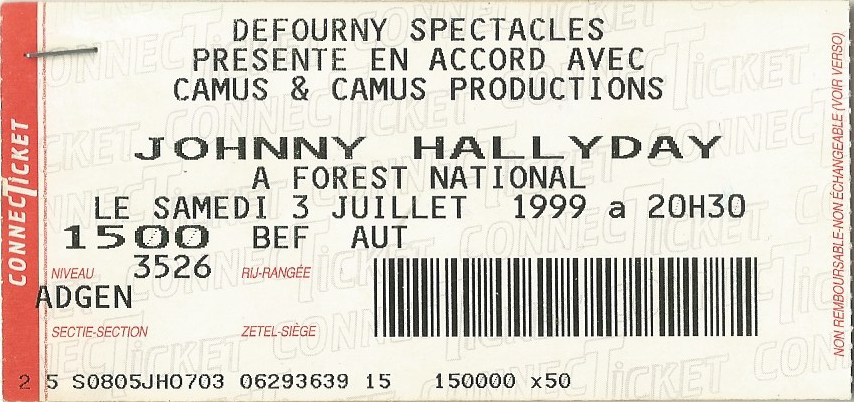 DEFOURNY SPECTACLES
PRESENTE EN ACCORD AVEC
CAMUS & CAMUS PRODUCTIONS
JOHNNY HALLYDAY
A FOREST NATIONAL
LE SAMEDI 3 JUILLET 1999 a 20H30
1500 BEF AUT
NIVEAU 3526 RIJ-RANGÉE
ADGEN
SECTIE-SECTION ZETEL-SIÈGE
2 5 S0805JH0703 06293639 15 150000 x50
CONNECTICKET
NON REMBOURSABLE-NON ÉCHANGEABLE (VOIR VERSO)